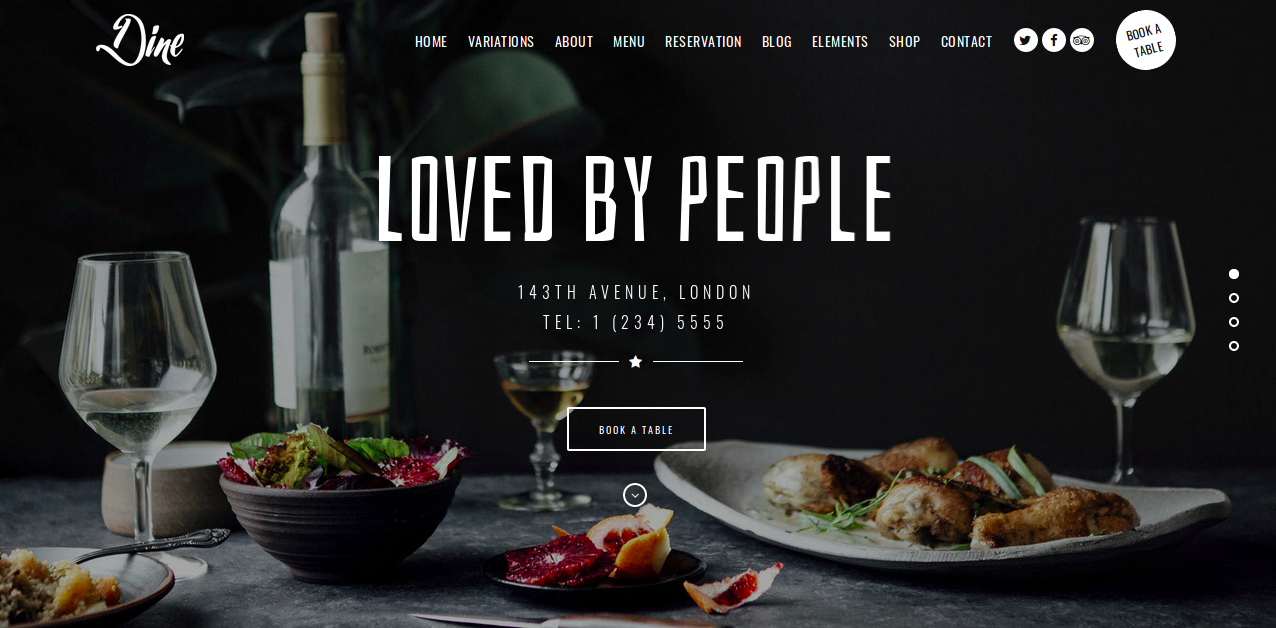 Dine
HOME VARIATIONS ABOUT MENU RESERVATION BLOG ELEMENTS SHOP CONTACT
BOOK A
TABLE
LOVED BY PEOPLE
143TH AVENUE, LONDON
TEL: 1 (234) 5555
BOOK A TABLE